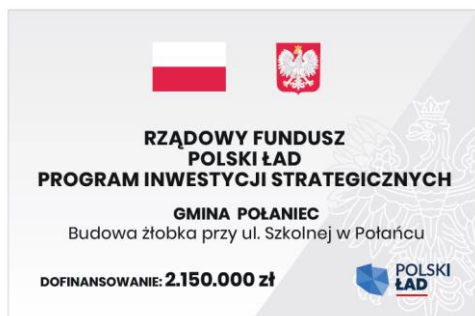 RZĄDOWY FUNDUSZ
POLSKI ŁAD
PROGRAM INWESTYCJI STRATEGICZNYCH
GMINA POŁANIEC
Budowa żłobka przy ul. Szkolnej w Połańcu
DOFINANSOWANIE: 2.150.000 zł
POLSKI
ŁAD